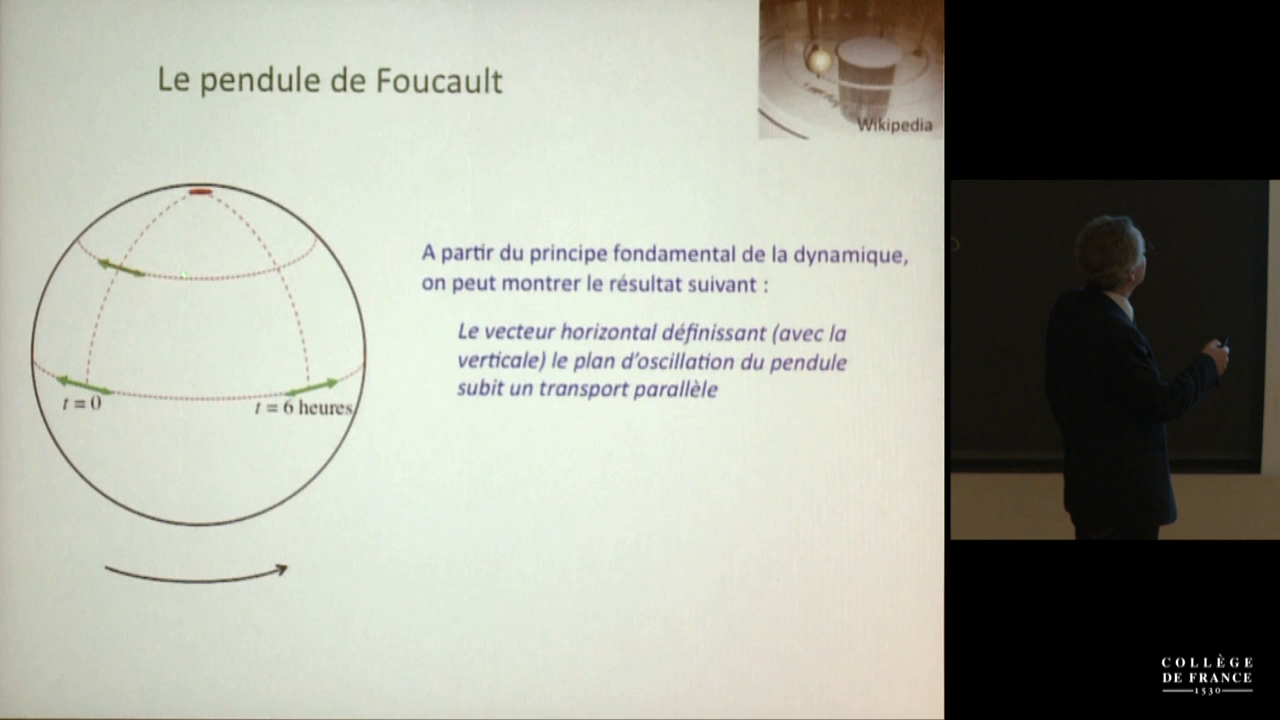 Le pendule de Foucault
Wikipedia
A partir du principe fondamental de la dynamique,
on peut montrer le résultat suivant :
Le vecteur horizontal définissant (avec la
verticale) le plan d'oscillation du pendule
subit un transport parallèle
t = 0
t = 6 heures
COLLÈGE
DE FRANCE
1530